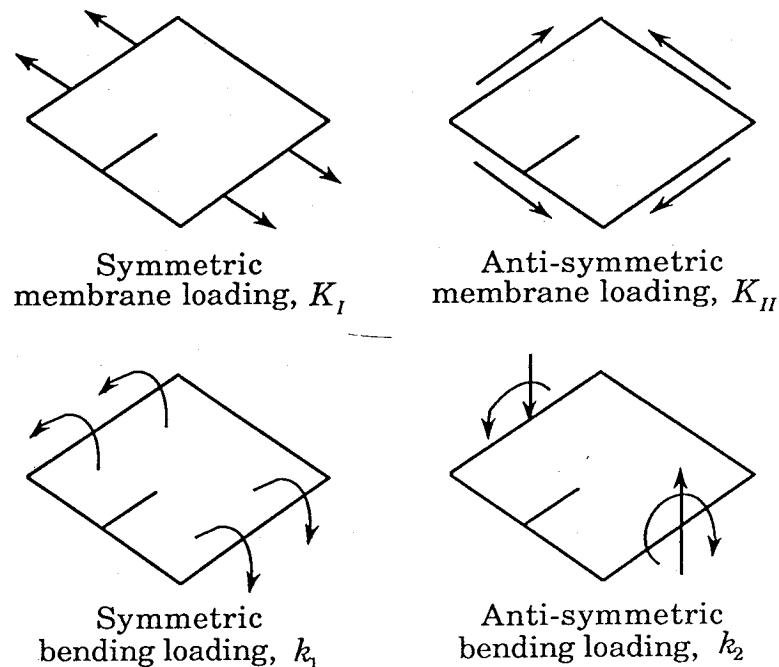 Symmetric
membrane loading, K_I
Anti-symmetric
membrane loading, K_II
Symmetric
bending loading, k_1
Anti-symmetric
bending loading, k_2